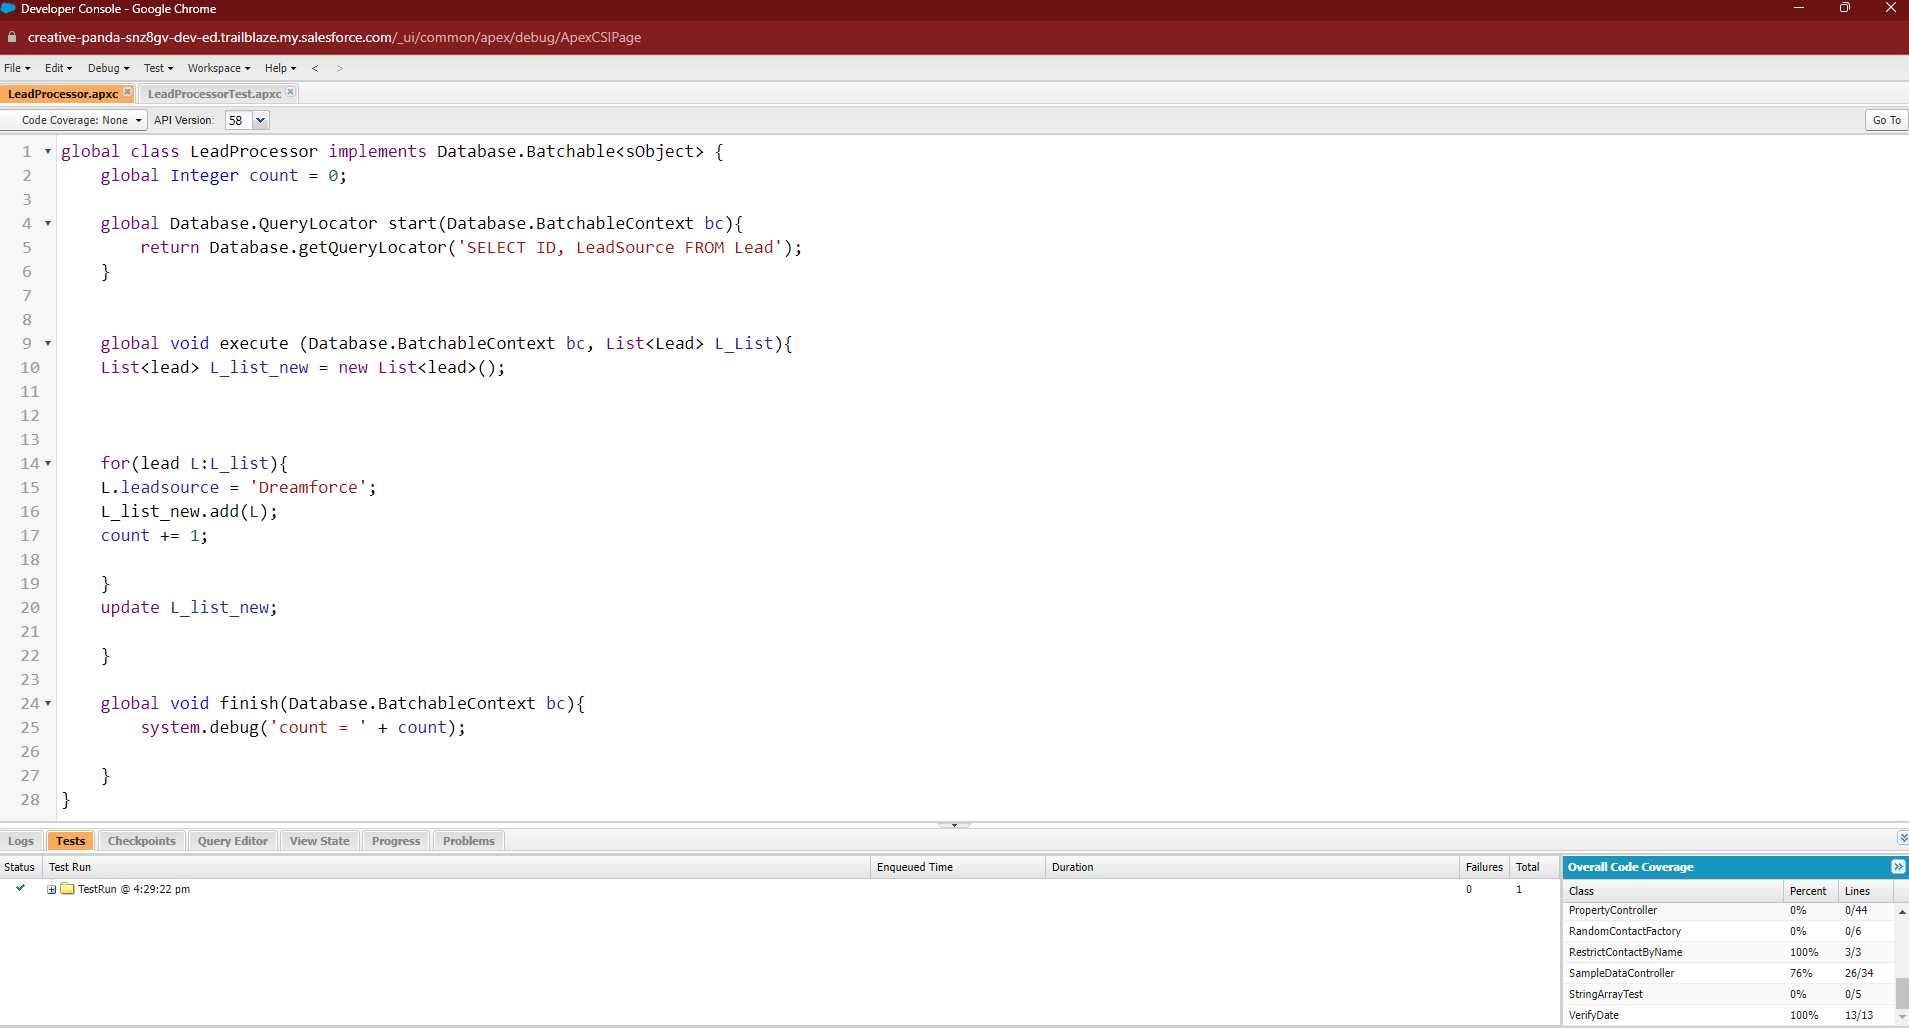 Developer Console - Google Chrome
creative-panda-snz8gv-dev-ed.trailblaze.my.salesforce.com/_ui/common/apex/debug/ApexCSIPage
File Edit Debug Test Workspace Help < >
LeadProcessor.apxc LeadProcessorTest.apxc
Code Coverage: None API Version: 58 Go To
1 global class LeadProcessor implements Database.Batchable<sObject> {
2 global Integer count = 0;
3
4 global Database.QueryLocator start(Database.BatchableContext bc){
5 return Database.getQueryLocator('SELECT ID, LeadSource FROM Lead');
6 }
7
8
9 global void execute (Database.BatchableContext bc, List<Lead> L_List){
10 List<lead> L_list_new = new List<lead>();
11
12
13
14 for(lead L:L_list){
15 L.leadsource = 'Dreamforce';
16 L_list_new.add(L);
17 count += 1;
18
19 }
20 update L_list_new;
21
22 }
23
24 global void finish(Database.BatchableContext bc){
25 system.debug('count = ' + count);
26
27 }
28 }
Logs Tests Checkpoints Query Editor View State Progress Problems
Status Test Run Enqueued Time Duration Failures Total
TestRun @ 4:29:22 pm 0 1
Overall Code Coverage
Class Percent Lines
PropertyController 0% 0/44
RandomContactFactory 0% 0/6
RestrictContactByName 100% 3/3
SampleDataController 76% 26/34
StringArrayTest 0% 0/5
VerifyDate 100% 13/13